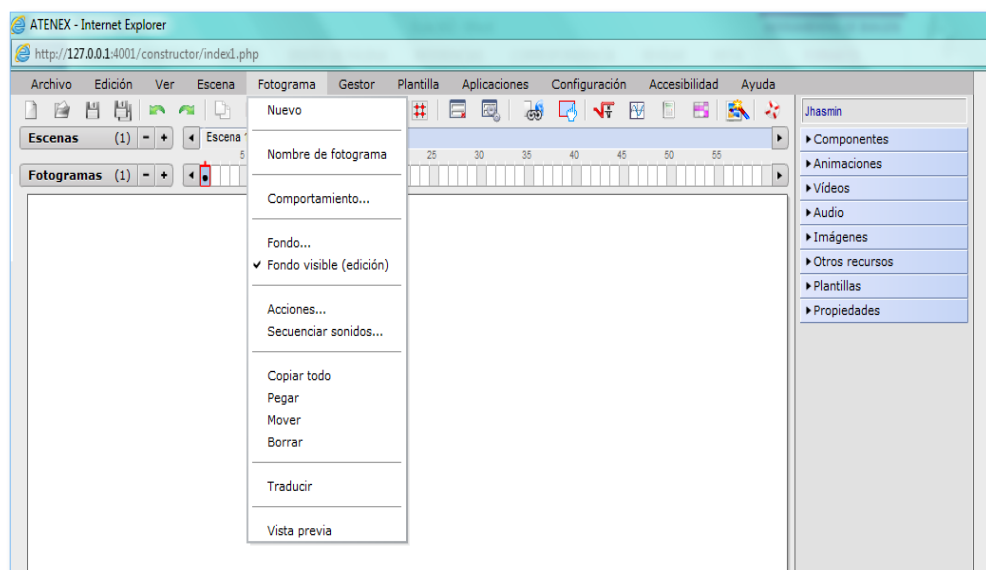 ATENEX - Internet Explorer
http://127.0.0.1:4001/constructor/index1.php
Archivo Edición Ver Escena Fotograma Gestor Plantilla Aplicaciones Configuración Accesibilidad Ayuda
Jhasmin
Escenas (1) - + Escena
5 25 30 35 40 45 50 55
Fotogramas (1) - +
Nuevo
Nombre de fotograma
Comportamiento...
Fondo...
Fondo visible (edición)
Acciones...
Secuenciar sonidos...
Copiar todo
Pegar
Mover
Borrar
Traducir
Vista previa
Componentes
Animaciones
Vídeos
Audio
Imágenes
Otros recursos
Plantillas
Propiedades